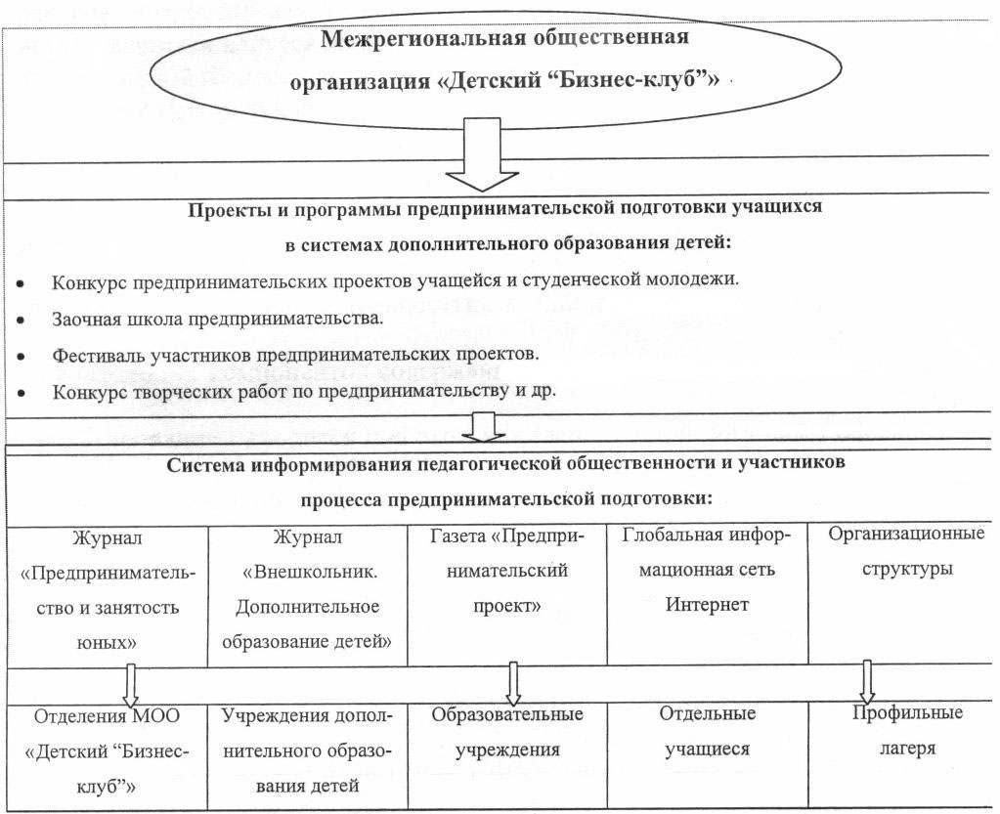 Межрегиональная общественная
организация «Детский “Бизнес-клуб”»
Проекты и программы предпринимательской подготовки учащихся
в системах дополнительного образования детей:
• Конкурс предпринимательских проектов учащейся и студенческой молодежи.
• Заочная школа предпринимательства.
• Фестиваль участников предпринимательских проектов.
• Конкурс творческих работ по предпринимательству и др.
Система информирования педагогической общественности и участников
процесса предпринимательской подготовки:
Журнал
«Предприниматель-
ство и занятость
юных»
Журнал
«Внешкольник.
Дополнительное
образование детей»
Газета «Предпри-
нимательский
проект»
Глобальная инфор-
мационная сеть
Интернет
Организационные
структуры
Отделения МОО
«Детский “Бизнес-
клуб”»
Учреждения допол-
нительного образо-
вания детей
Образовательные
учреждения
Отдельные
учащиеся
Профильные
лагеря